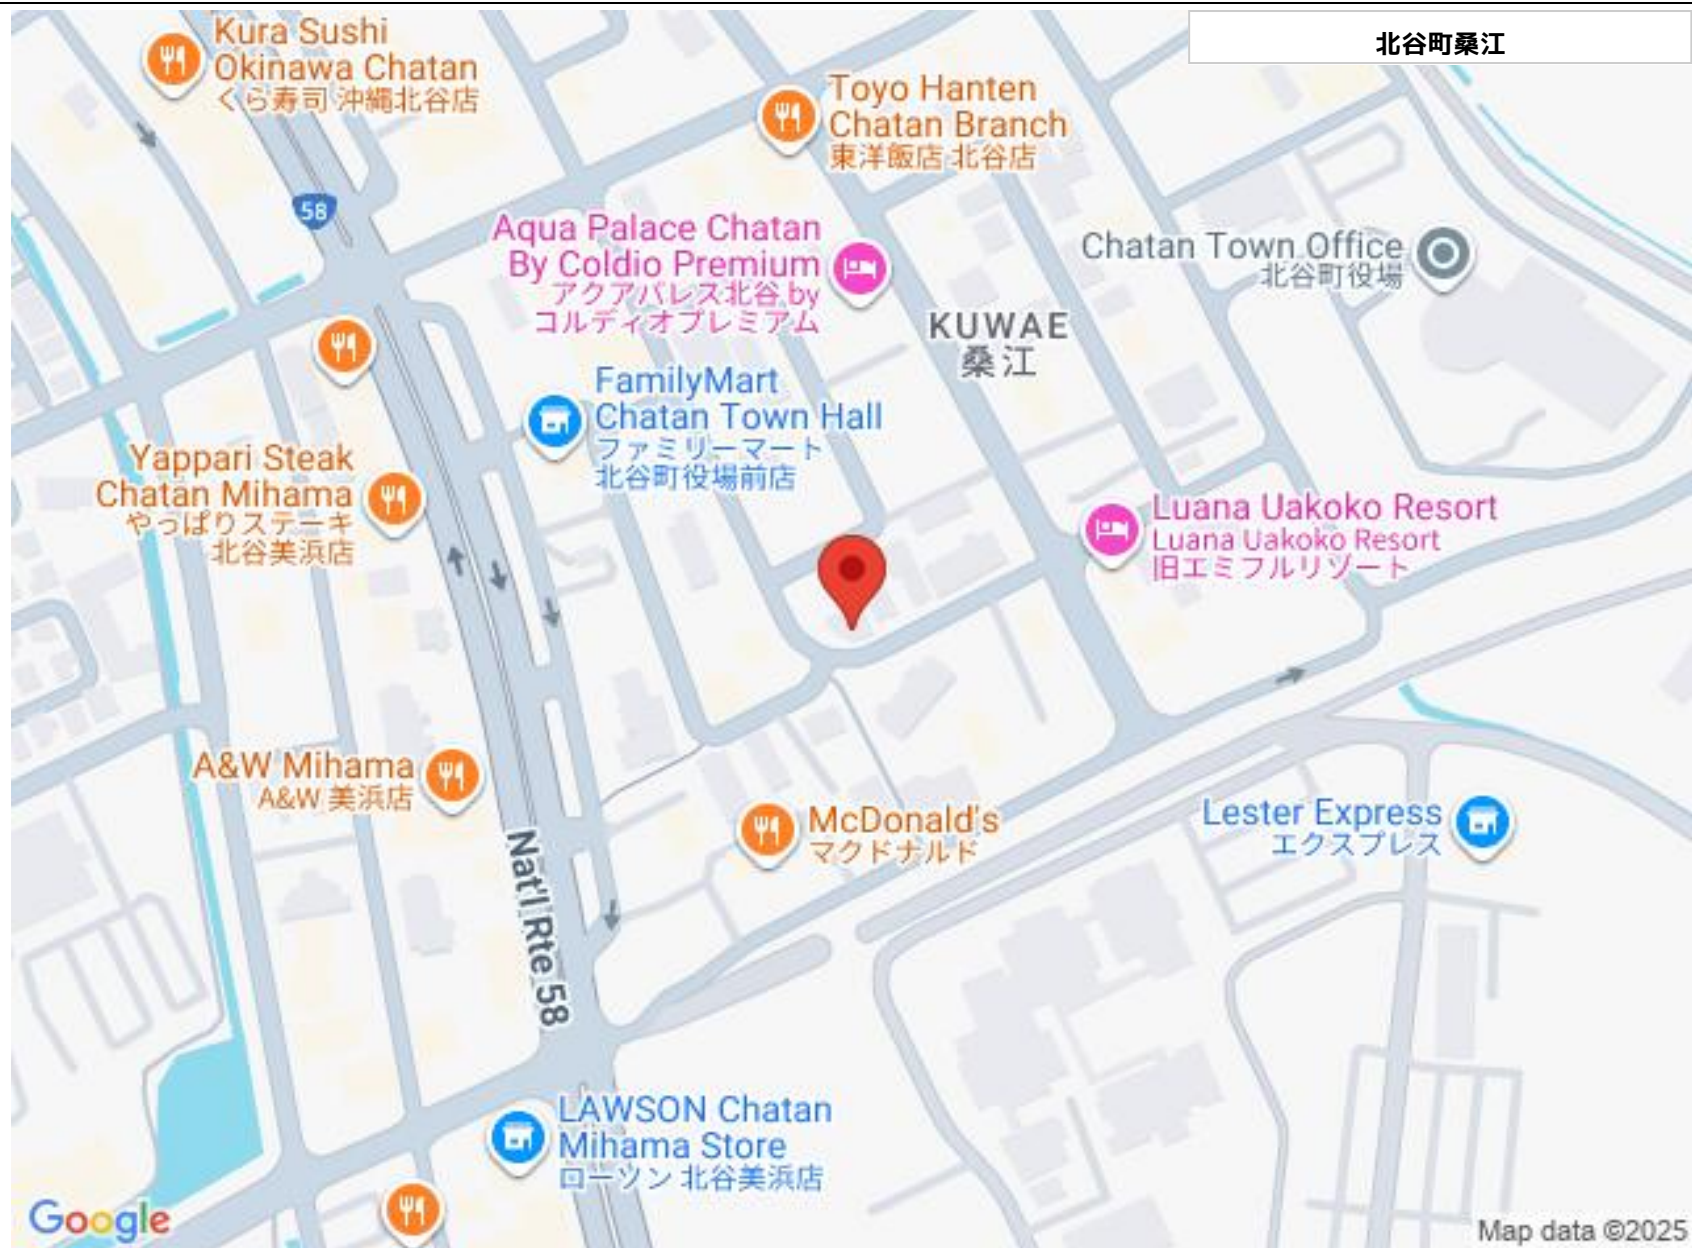 北谷町桑江
Kura Sushi
Okinawa Chatan
くら寿司 沖縄北谷店
Toyo Hanten
Chatan Branch
東洋飯店 北谷店
58
Aqua Palace Chatan
By Coldio Premium
アクアパレス北谷 by
コルディオプレミアム
Chatan Town Office
北谷町役場
KUWAE
桑江
FamilyMart
Chatan Town Hall
ファミリーマート
北谷町役場前店
Yappari Steak
Chatan Mihama
やっぱりステーキ
北谷美浜店
Luana Uakoko Resort
Luana Uakoko Resort
旧エミフルリゾート
A&W Mihama
A&W 美浜店
McDonald's
マクドナルド
Lester Express
エクスプレス
Nat'l Rte 58
LAWSON Chatan
Mihama Store
ローソン 北谷美浜店
Google
Map data ©2025